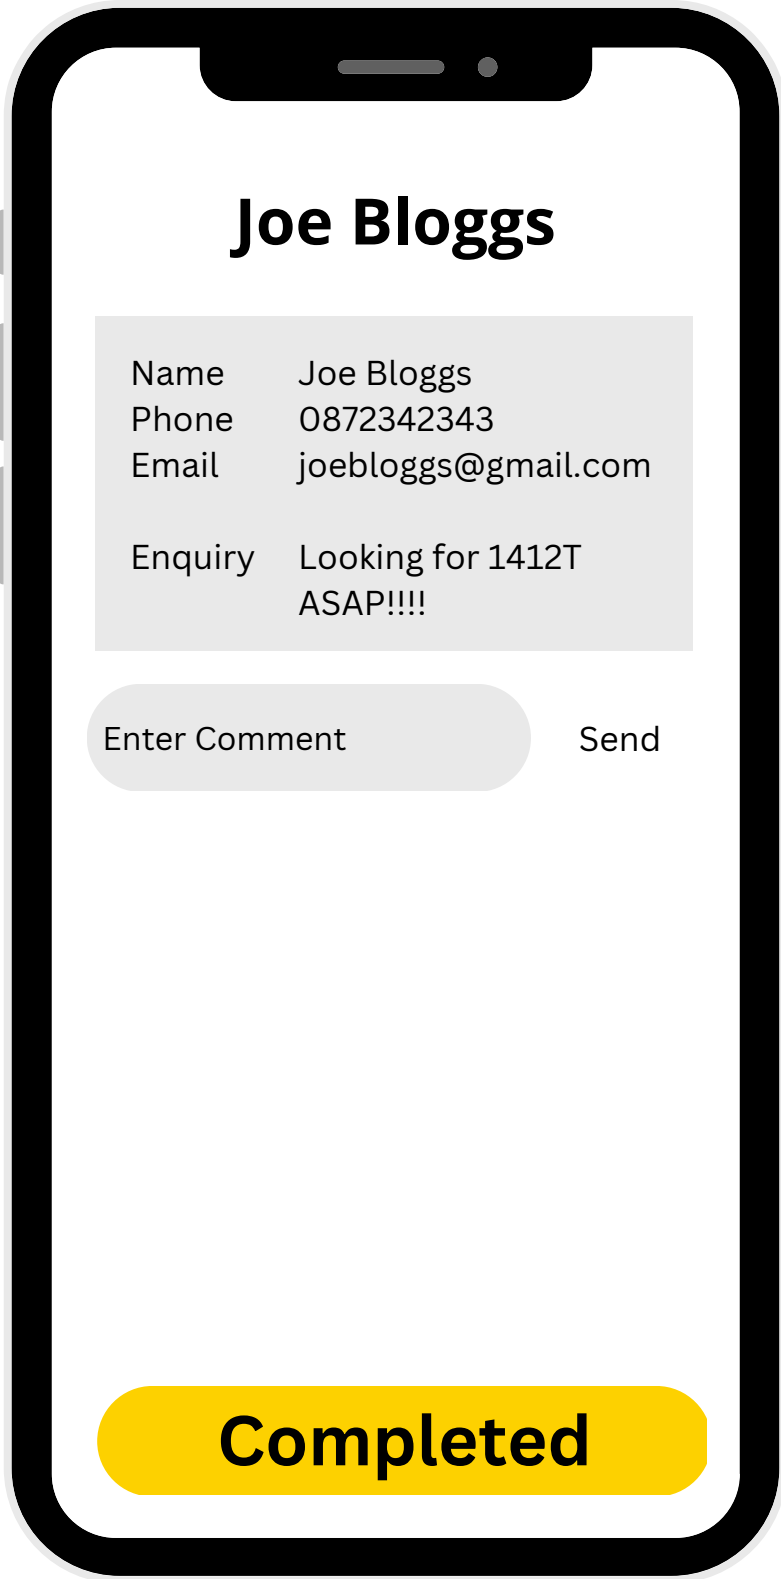 Joe Bloggs
Name Joe Bloggs
Phone 0872342343
Email joebloggs@gmail.com
Enquiry Looking for 1412T
ASAP!!!!
Enter Comment Send
Completed